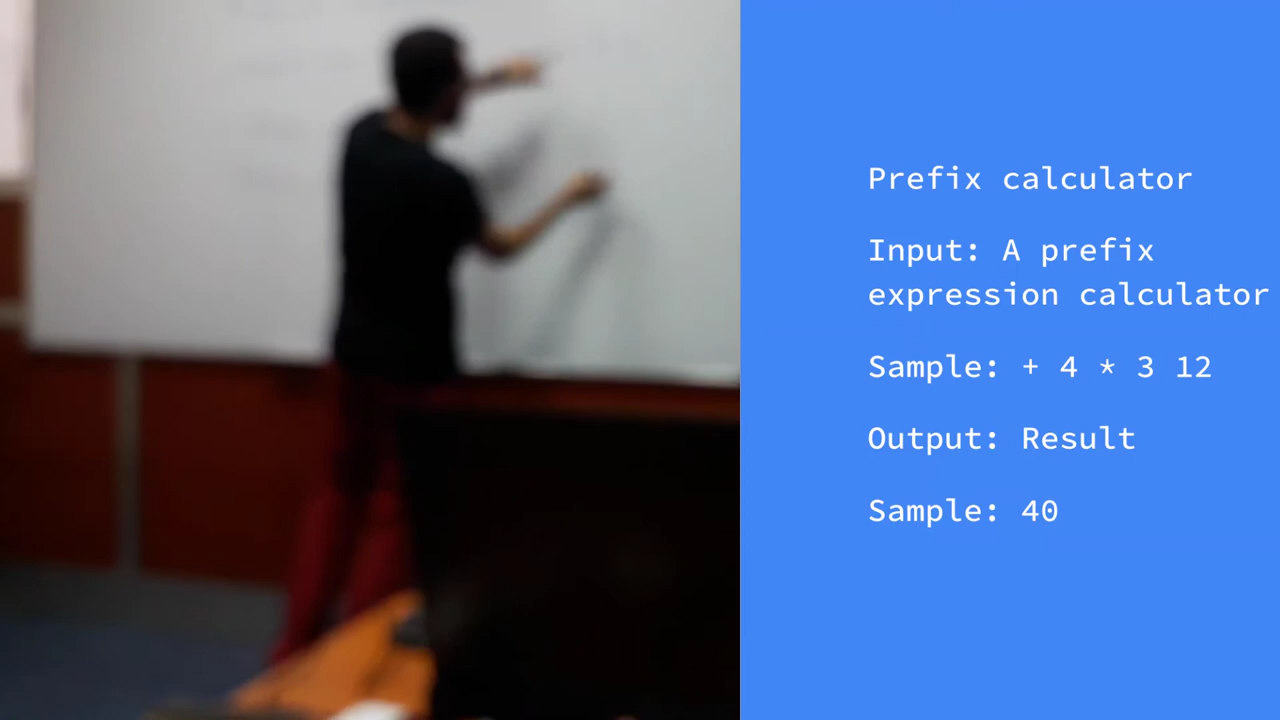 Prefix calculator
Input: A prefix
expression calculator
Sample: + 4 * 3 12
Output: Result
Sample: 40